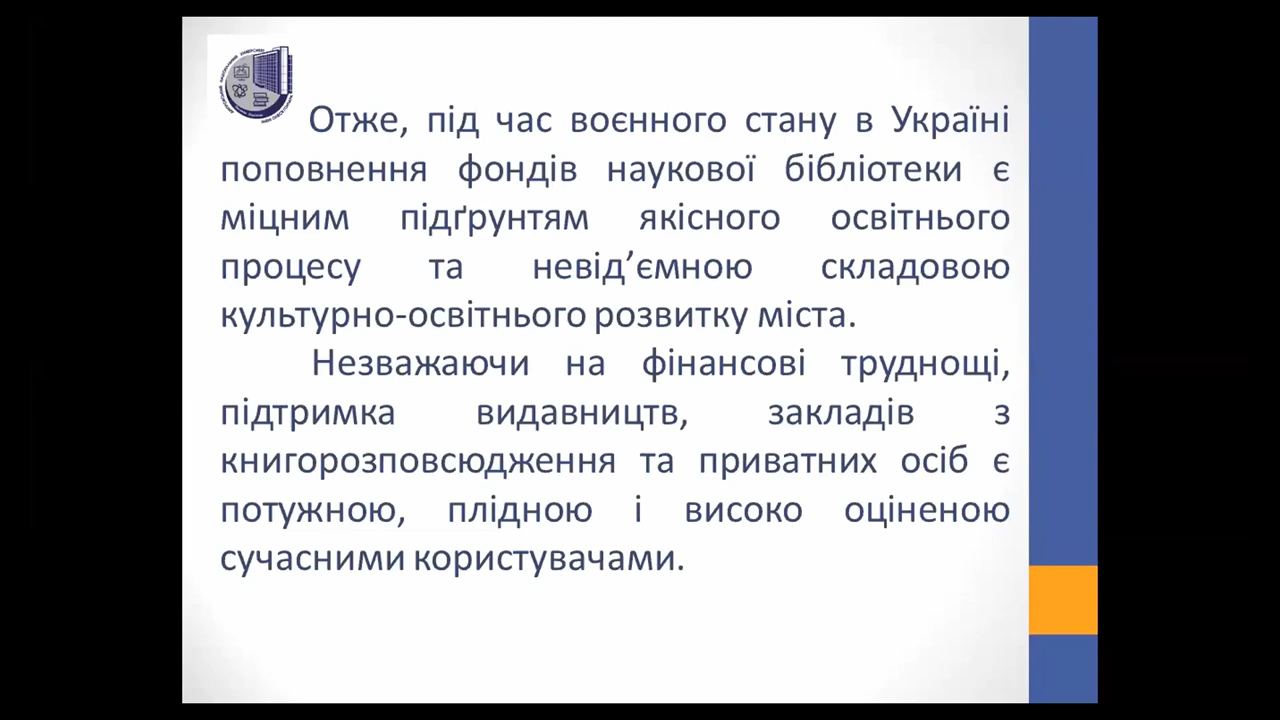 Отже, під час воєнного стану в Україні
поповнення фондів наукової бібліотеки є
міцним підґрунтям якісного освітнього
процесу та невід’ємною складовою
культурно-освітнього розвитку міста.
Незважаючи на фінансові труднощі,
підтримка видавництв, закладів з
книгорозповсюдження та приватних осіб є
потужною, плідною і високо оціненою
сучасними користувачами.